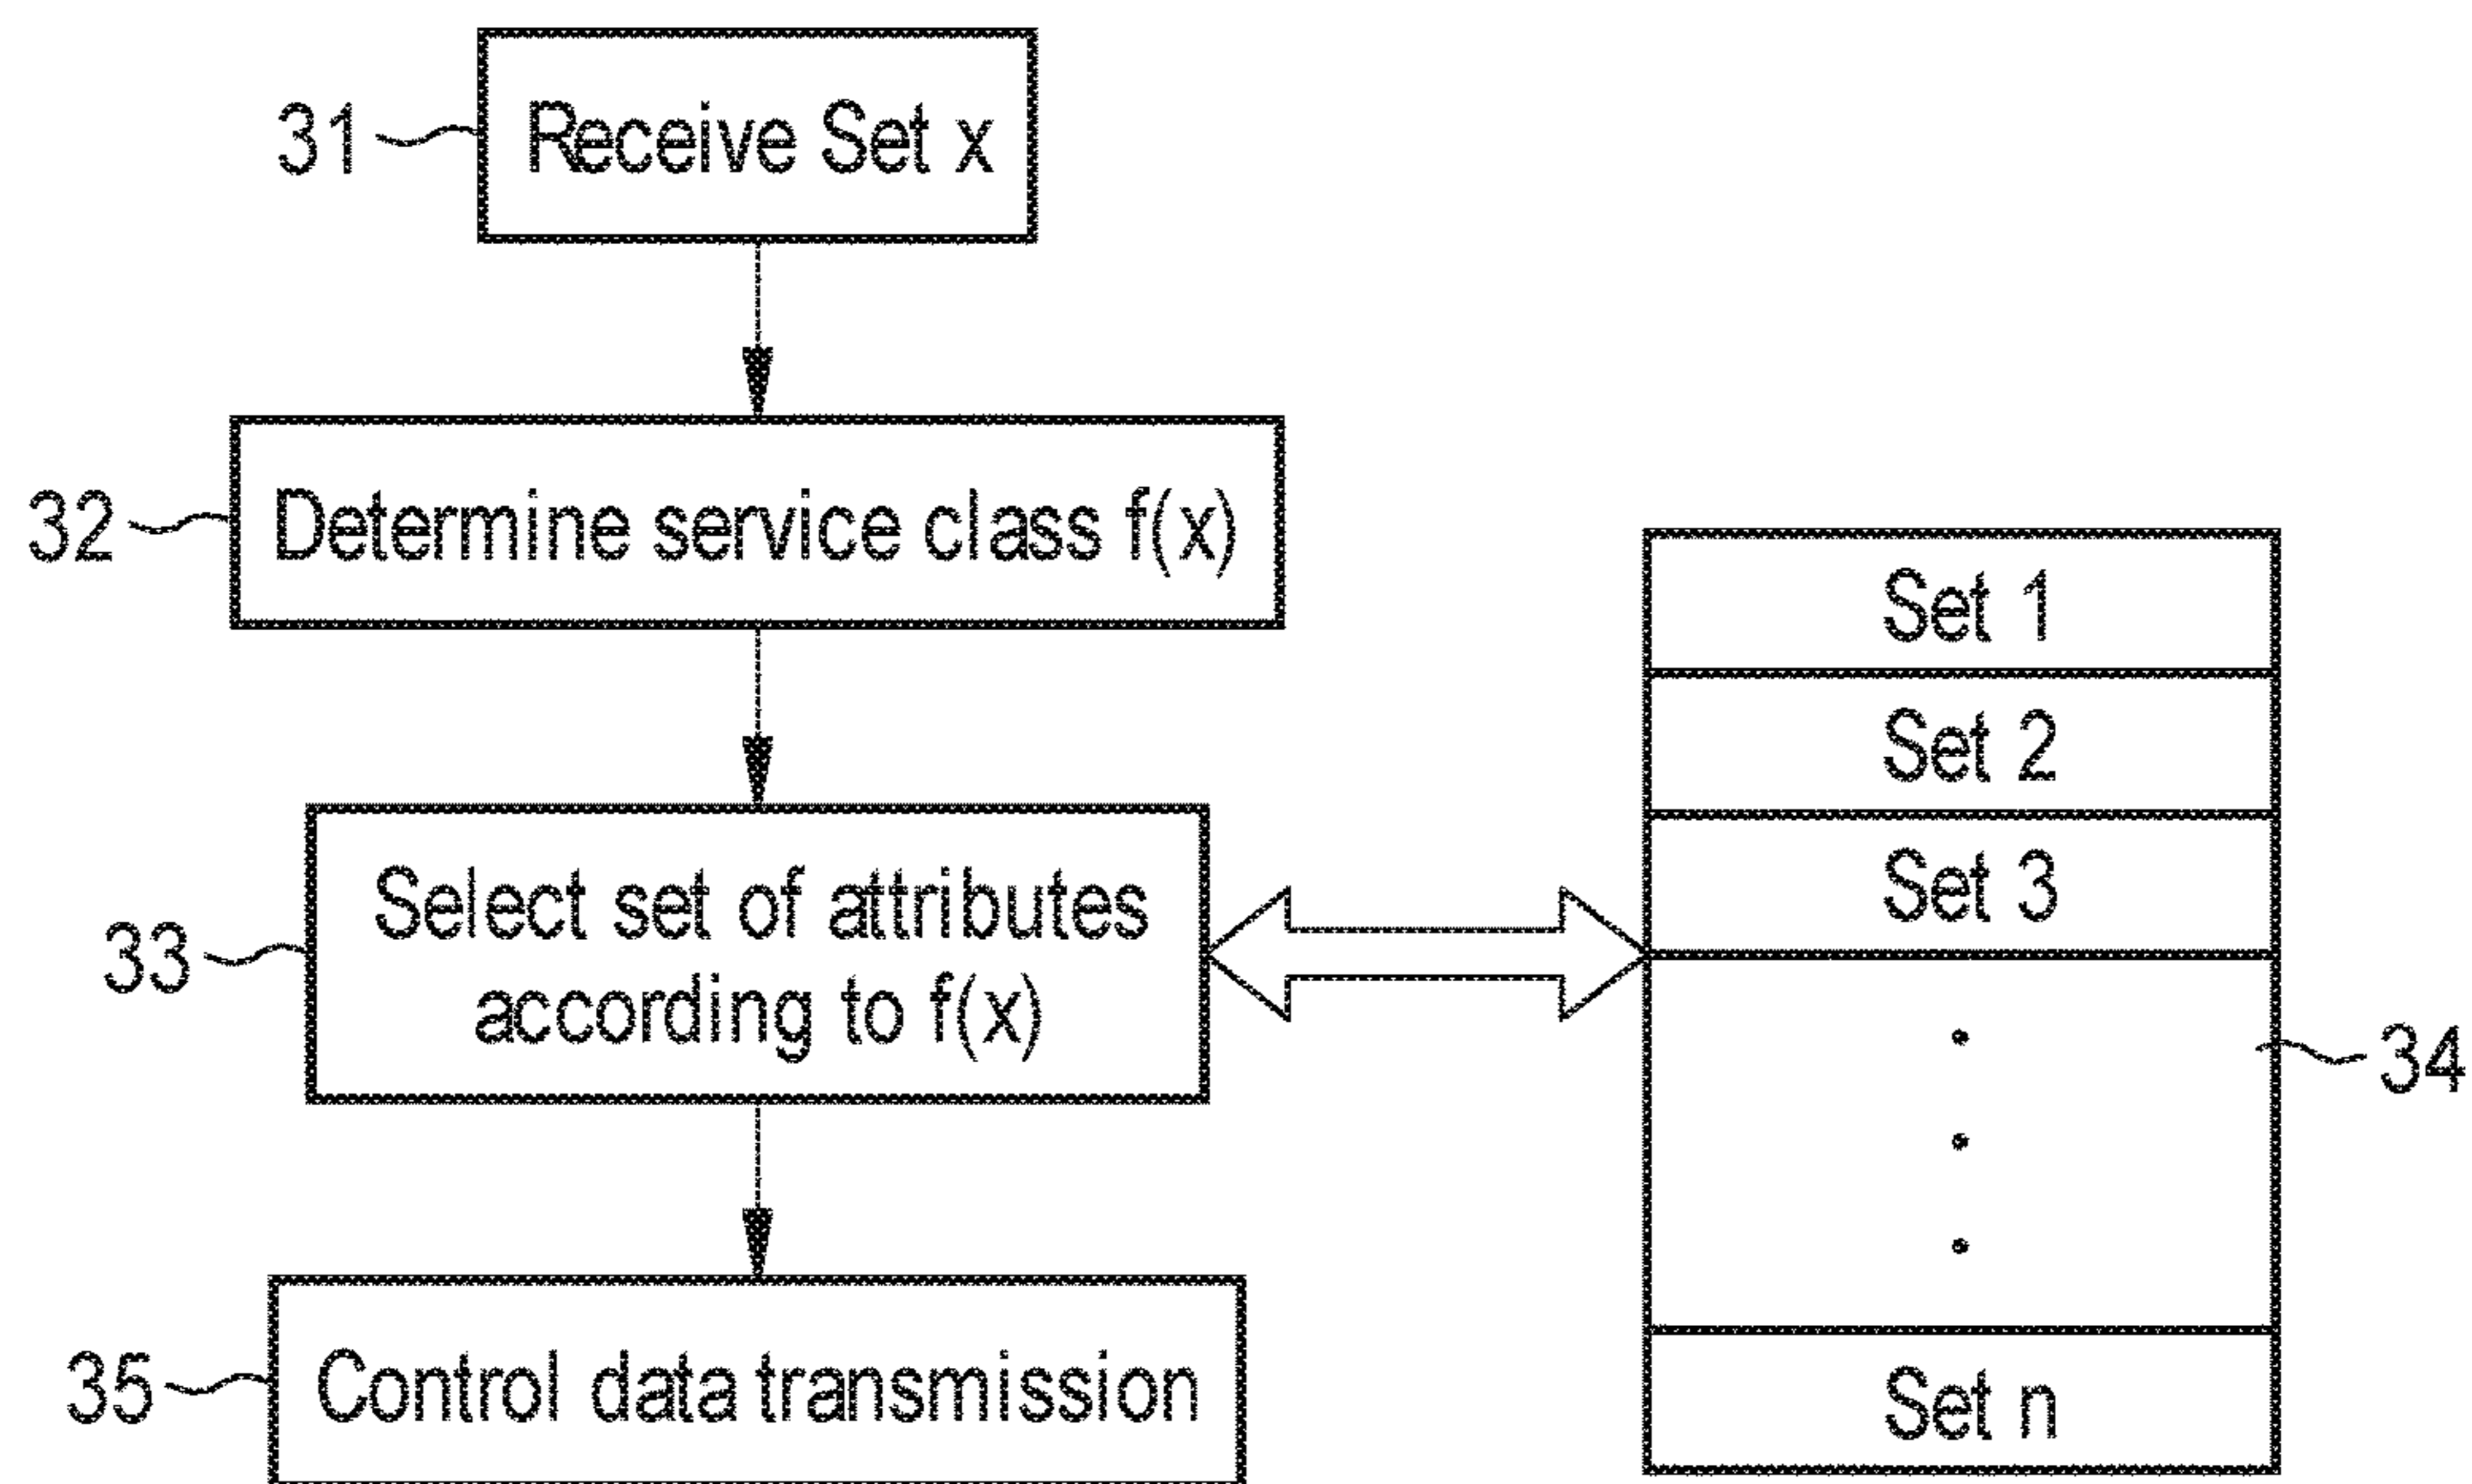 31
Receive Set x
32
Determine service class f(x)
33
Select set of attributes
according to f(x)
35
Control data transmission
Set 1
Set 2
Set 3
34
Set n